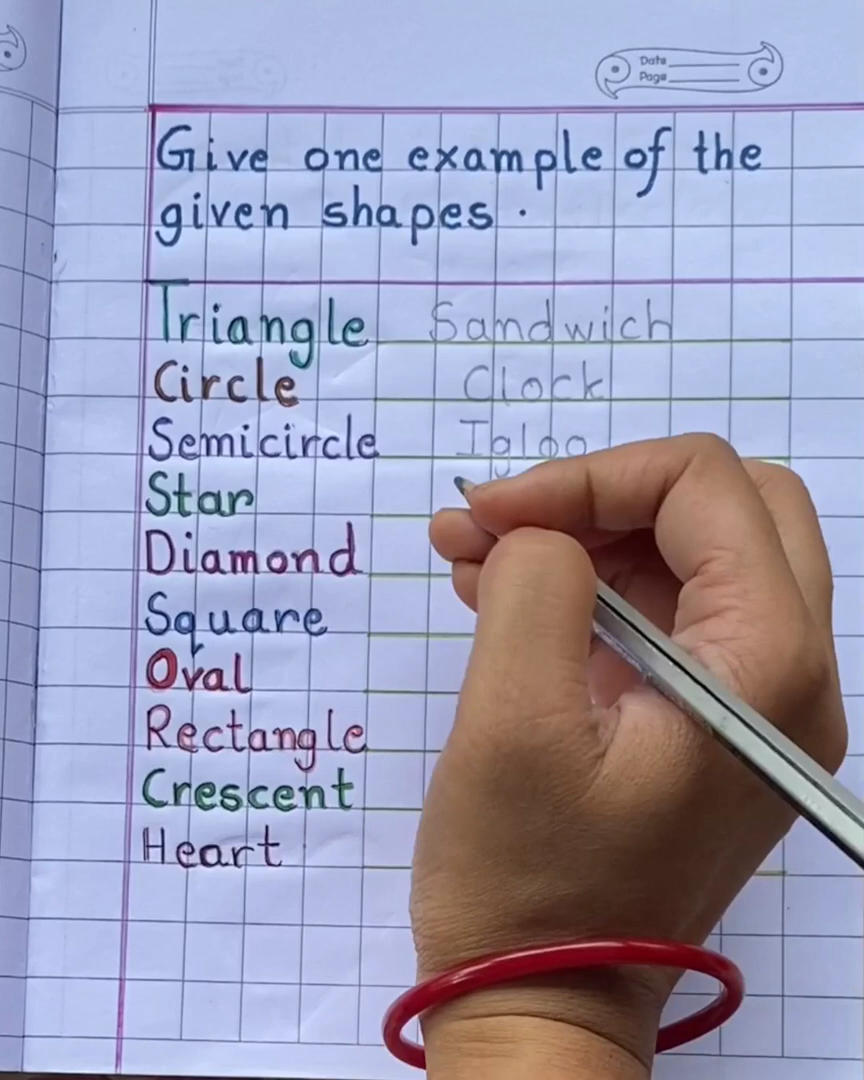 Date
Page
Give one example of the
given shapes.
Triangle Sandwich
Circle Clock
Semicircle Igloo
Star
Diamond
Square
Oval
Rectangle
Crescent
Heart